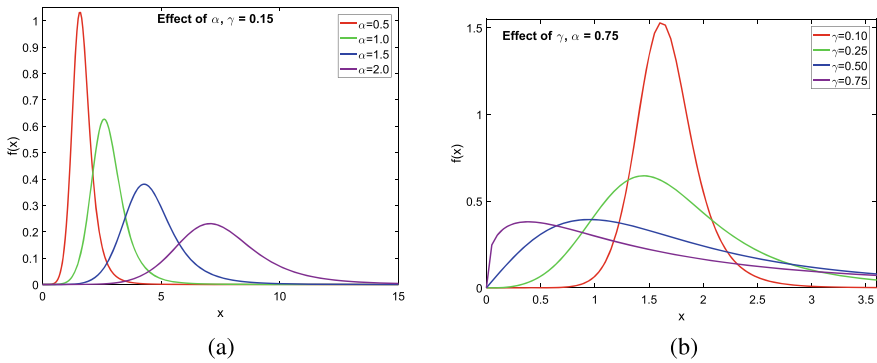 Effect of α, γ = 0.15
α=0.5
α=1.0
α=1.5
α=2.0
1
0.9
0.8
0.7
0.6
0.5
0.4
0.3
0.2
0.1
0
f(x)
0 5 10 15
x
(a)
Effect of γ, α = 0.75
γ=0.10
γ=0.25
γ=0.50
γ=0.75
1.5
1
0.5
0
f(x)
0 0.5 1 1.5 2 2.5 3 3.5
x
(b)